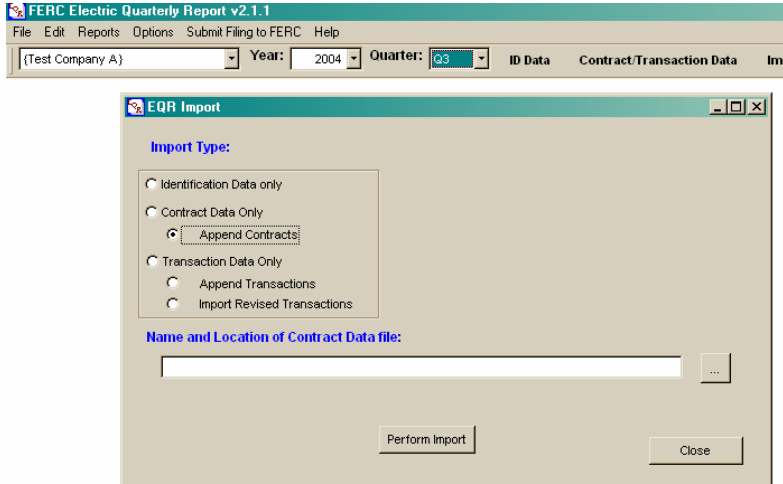 FERC Electric Quarterly Report v2.1.1
File Edit Reports Options Submit Filing to FERC Help
{Test Company A} Year: 2004 Quarter: Q3 ID Data Contract/Transaction Data Im
EQR Import
Import Type:
Identification Data only
Contract Data Only
Append Contracts
Transaction Data Only
Append Transactions
Import Revised Transactions
Name and Location of Contract Data file:
...
Perform Import
Close